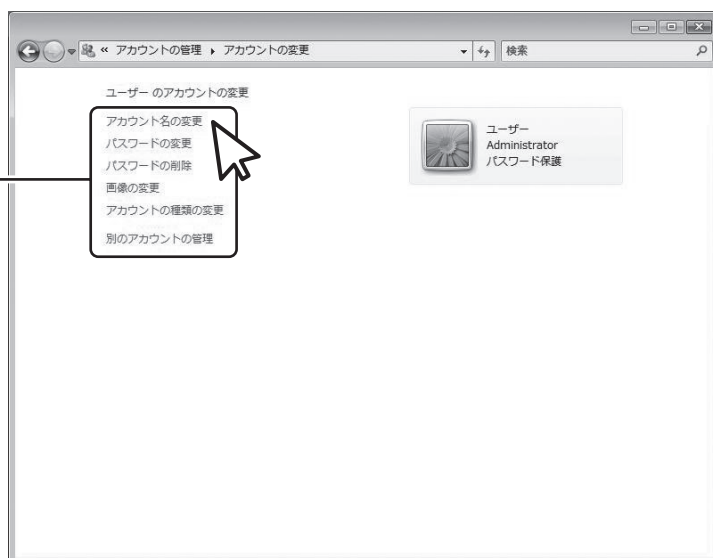 « アカウントの管理 ▸ アカウントの変更
検索
ユーザー のアカウントの変更
アカウント名の変更
パスワードの変更
パスワードの削除
画像の変更
アカウントの種類の変更
別のアカウントの管理
ユーザー
Administrator
パスワード保護